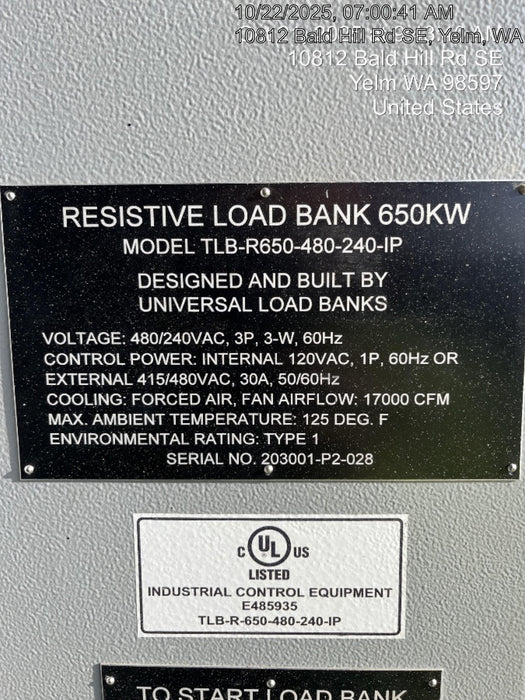 10/22/2025, 07:00:41 AM
10812 Bald Hill Rd SE, Yelm, WA
10812 Bald Hill Rd SE
Yelm WA 98597
United States
RESISTIVE LOAD BANK 650KW
MODEL TLB-R650-480-240-IP
DESIGNED AND BUILT BY
UNIVERSAL LOAD BANKS
VOLTAGE: 480/240VAC, 3P, 3-W, 60Hz
CONTROL POWER: INTERNAL 120VAC, 1P, 60Hz OR
EXTERNAL 415/480VAC, 30A, 50/60Hz
COOLING: FORCED AIR, FAN AIRFLOW: 17000 CFM
MAX. AMBIENT TEMPERATURE: 125 DEG. F
ENVIRONMENTAL RATING: TYPE 1
SERIAL NO. 203001-P2-028
C UL US
LISTED
INDUSTRIAL CONTROL EQUIPMENT
E485935
TLB-R-650-480-240-IP
TO START LOAD BANK